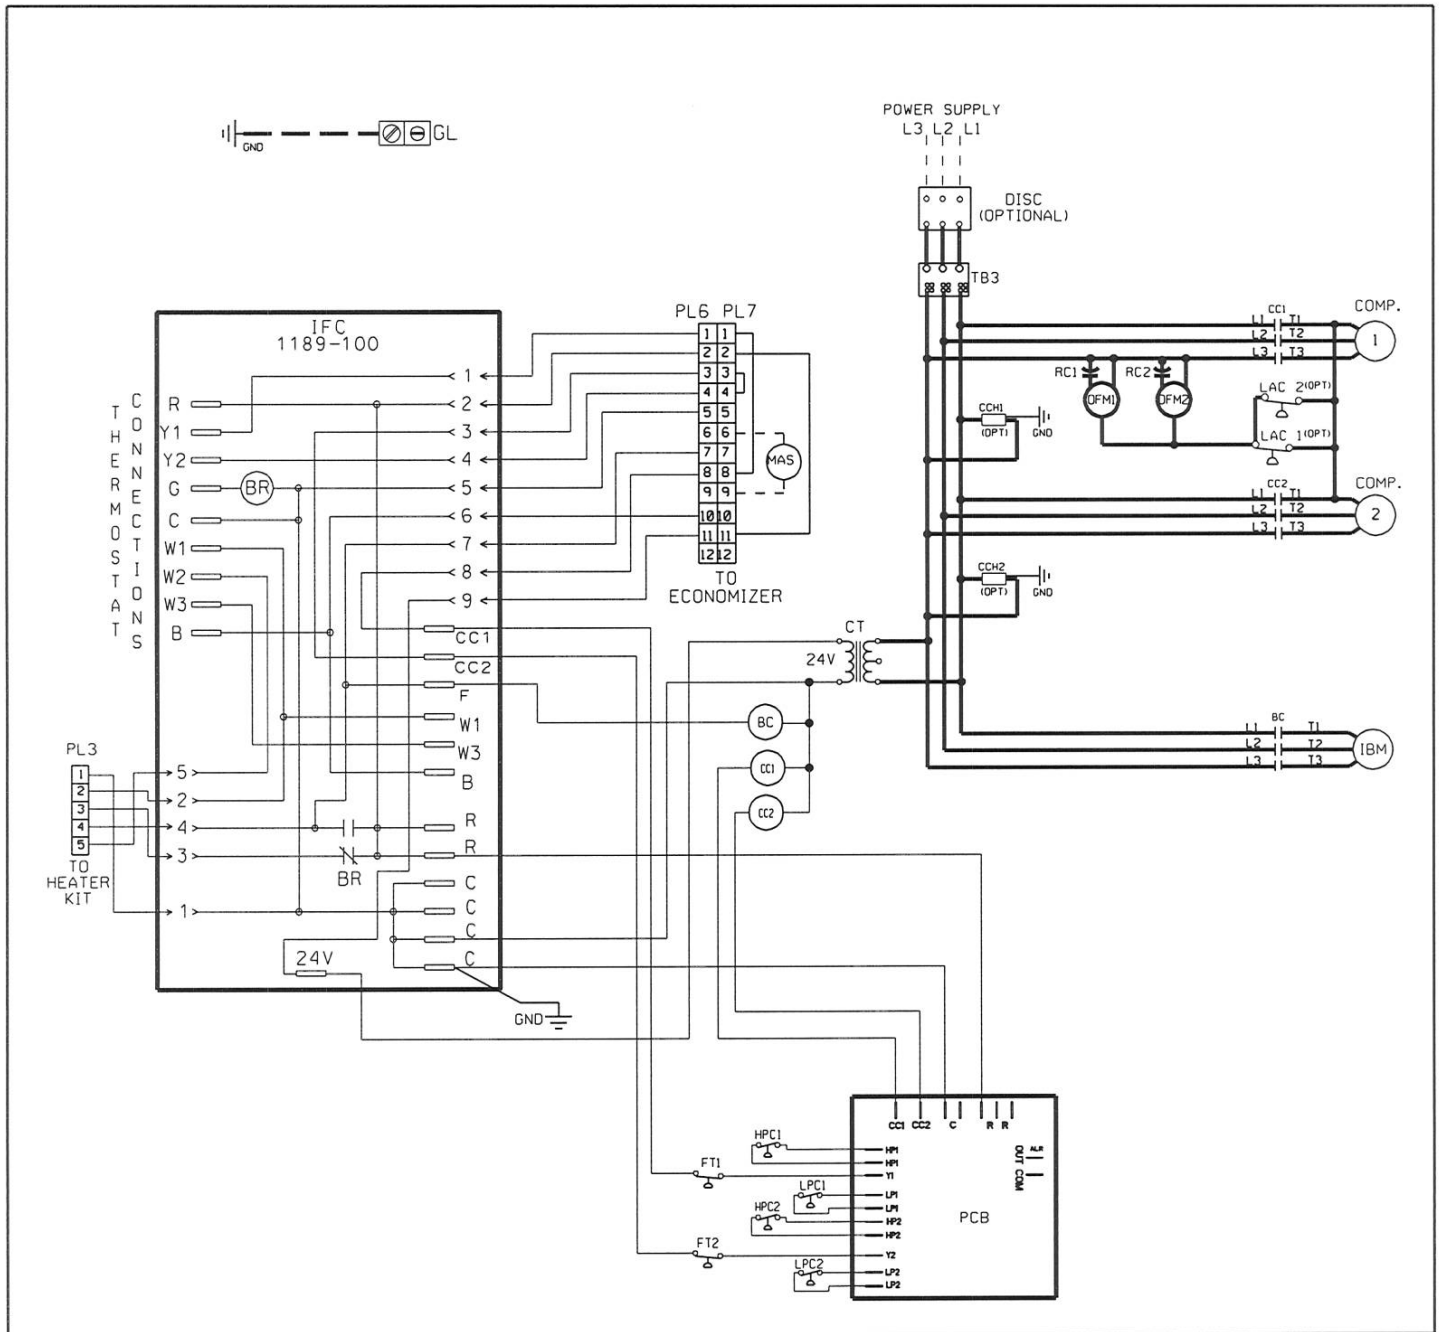 POWER SUPPLY
L3 L2 L1
GND
GL
DISC
(OPTIONAL)
TB3
IFC
1189-100
THERMOSTAT
CONNECTIONS
R
Y1
Y2
G
BR
C
W1
W2
W3
B
1
2
3
4
5
6
7
8
9
CC1
CC2
F
W1
W3
B
R
R
C
C
C
C
5
2
4
3
1
BR
24V
GND
PL3
1
2
3
4
5
TO
HEATER
KIT
PL6 PL7
1 1
2 2
3 3
4 4
5 5
6 6
7 7
8 8
9 9
10 10
11 11
12 12
TO
ECONOMIZER
MAS
CC1
L1 T1
L2 T2
L3 T3
COMP.
1
RC1
RC2
OFM1
OFM2
LAC 2(OPT)
LAC 1(OPT)
CCH1
(OPT)
GND
CC2
L1 T1
L2 T2
L3 T3
COMP.
2
CCH2
(OPT)
GND
CT
24V
BC
CC1
CC2
BC
L1 T1
L2 T2
L3 T3
IBM
CC1 CC2 C R R
ALR
OUT COM
PCB
HP1
HP1
Y1
LP1
LP1
HP2
HP2
Y2
LP2
LP2
HPC1
FT1
LPC1
HPC2
FT2
LPC2